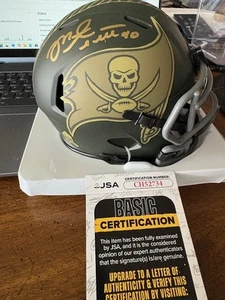 40
JSA
CERTIFICATION NUMBER
CH52734
BASIC
CERTIFICATION
This item has been fully examined
by JSA, and it is the considered
opinion of our expert authenticators
that the signature(s) is/are genuine.
UPGRADE TO A LETTER OF
AUTHENTICITY & VERIFY THIS
CERTIFICATION BY VISITING: